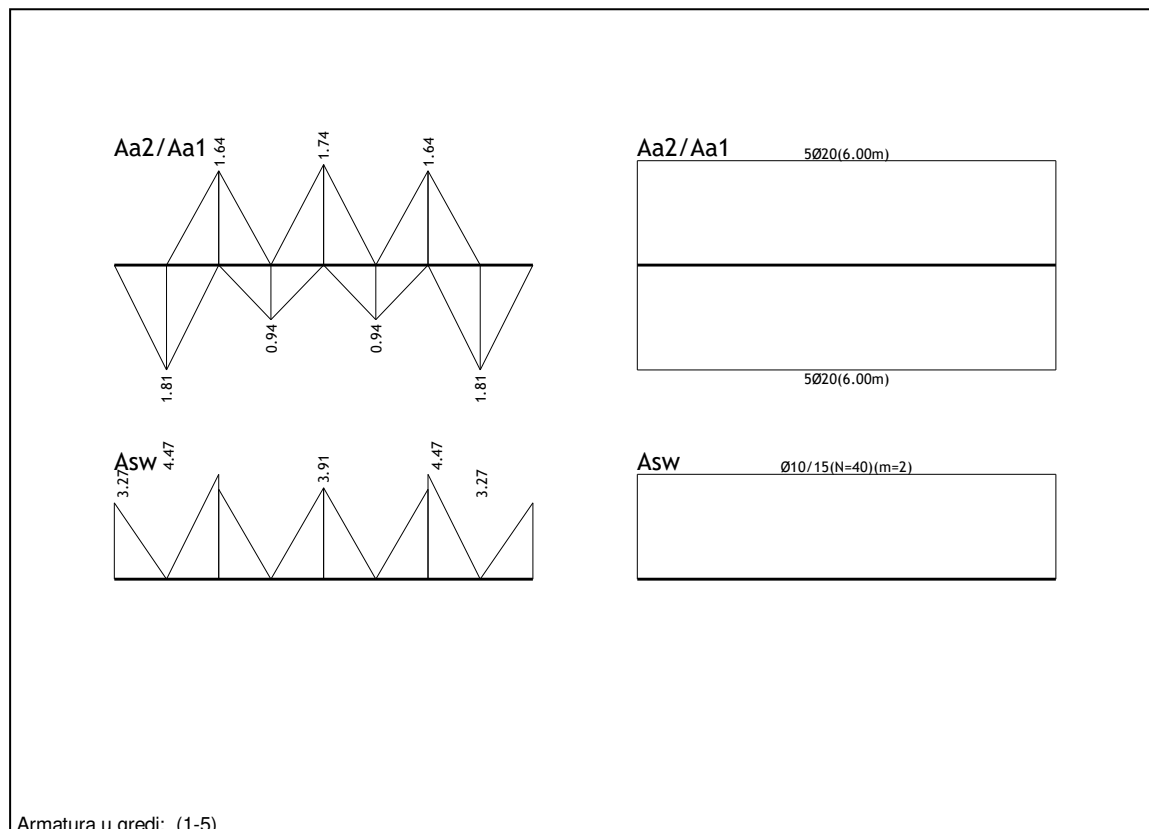 Aa2/Aa1
1.64
1.74
1.64
1.81
0.94
0.94
1.81
Aa2/Aa1
5Ø20(6.00m)
5Ø20(6.00m)
Asw
3.27
4.47
3.91
4.47
3.27
Asw
Ø10/15(N=40)(m=2)
Armatura u gredi: (1-5)